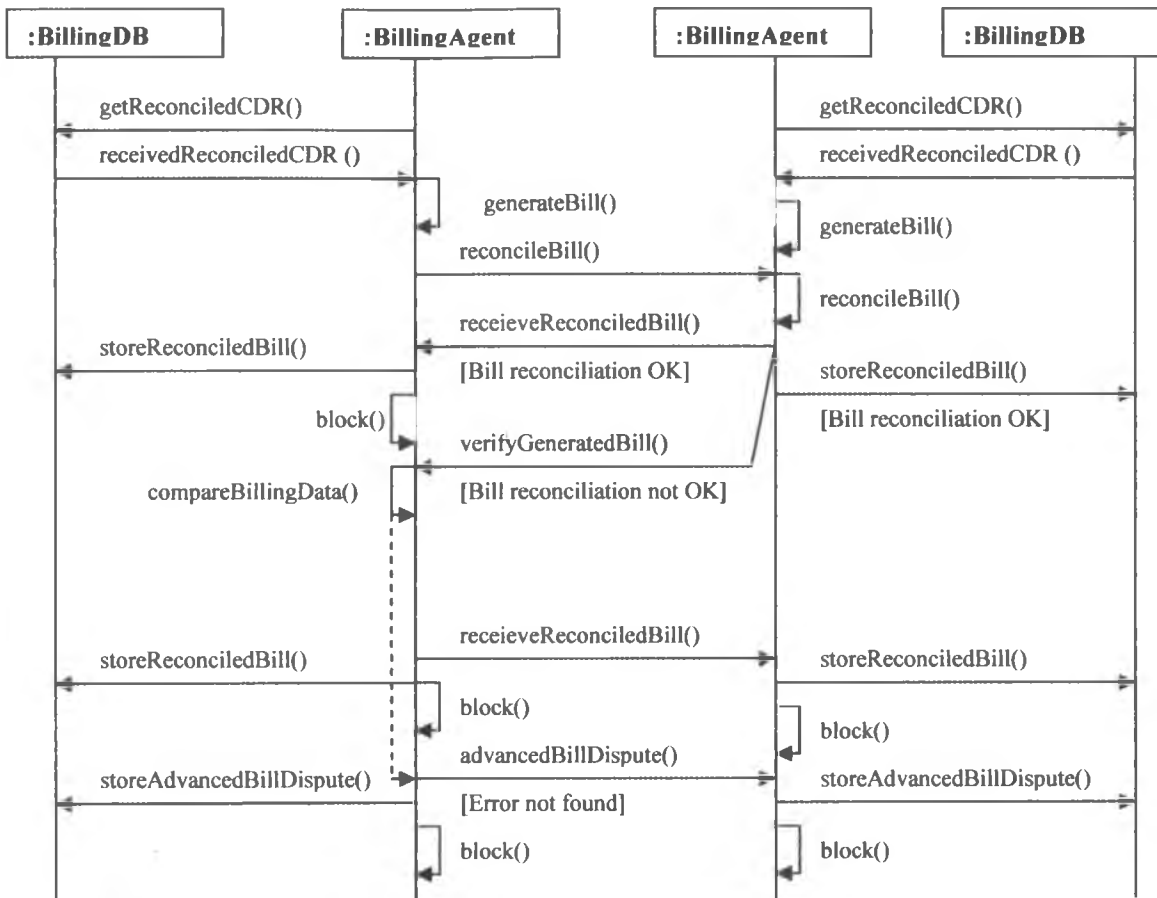 :BillingDB
:BillingAgent
:BillingAgent
:BillingDB
getReconciledCDR()
getReconciledCDR()
receivedReconciledCDR ()
receivedReconciledCDR ()
generateBill()
generateBill()
reconcileBill()
reconcileBill()
receieveReconciledBill()
storeReconciledBill()
[Bill reconciliation OK]
storeReconciledBill()
block()
[Bill reconciliation OK]
verifyGeneratedBill()
compareBillingData()
[Bill reconciliation not OK]
receieveReconciledBill()
storeReconciledBill()
storeReconciledBill()
block()
block()
advancedBillDispute()
storeAdvancedBillDispute()
storeAdvancedBillDispute()
[Error not found]
block()
block()